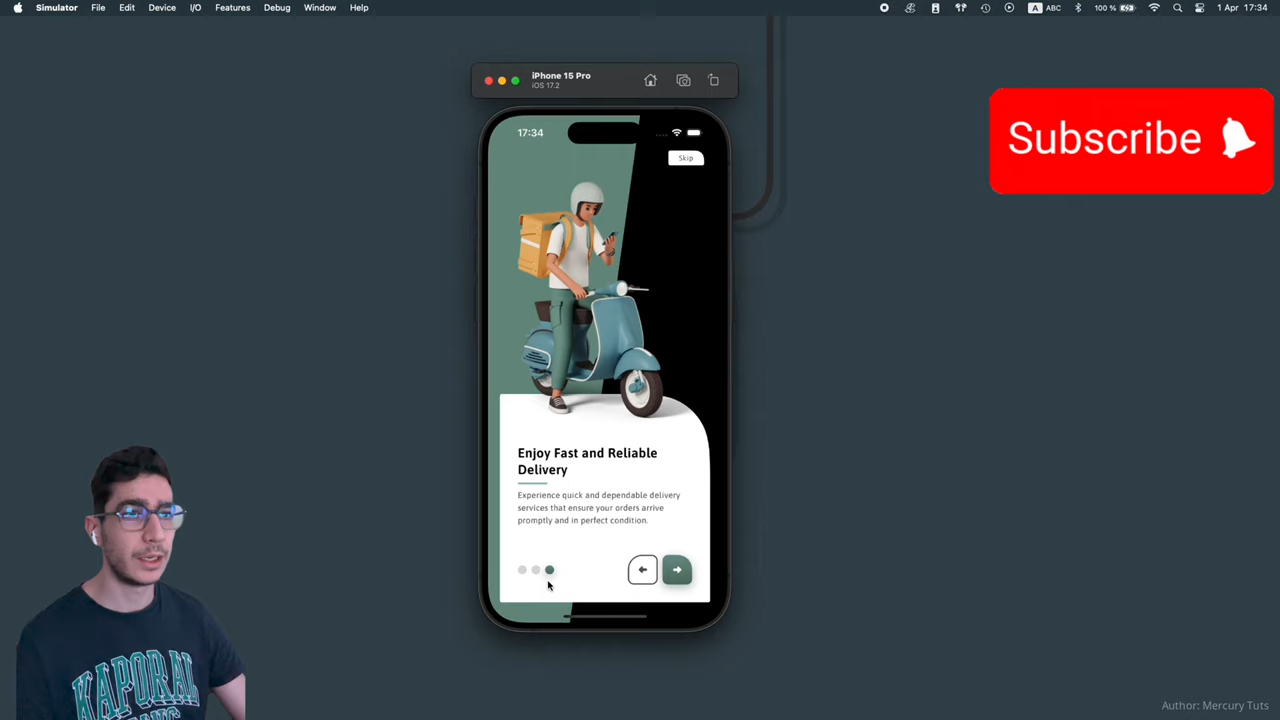 Simulator File Edit Device I/O Features Debug Window Help
A ABC 100 % 1 Apr 17:34
iPhone 15 Pro
iOS 17.2
Subscribe
17:34
Skip
Enjoy Fast and Reliable
Delivery
Experience quick and dependable delivery
services that ensure your orders arrive
promptly and in perfect condition.
KAPORAL
Author: Mercury Tuts